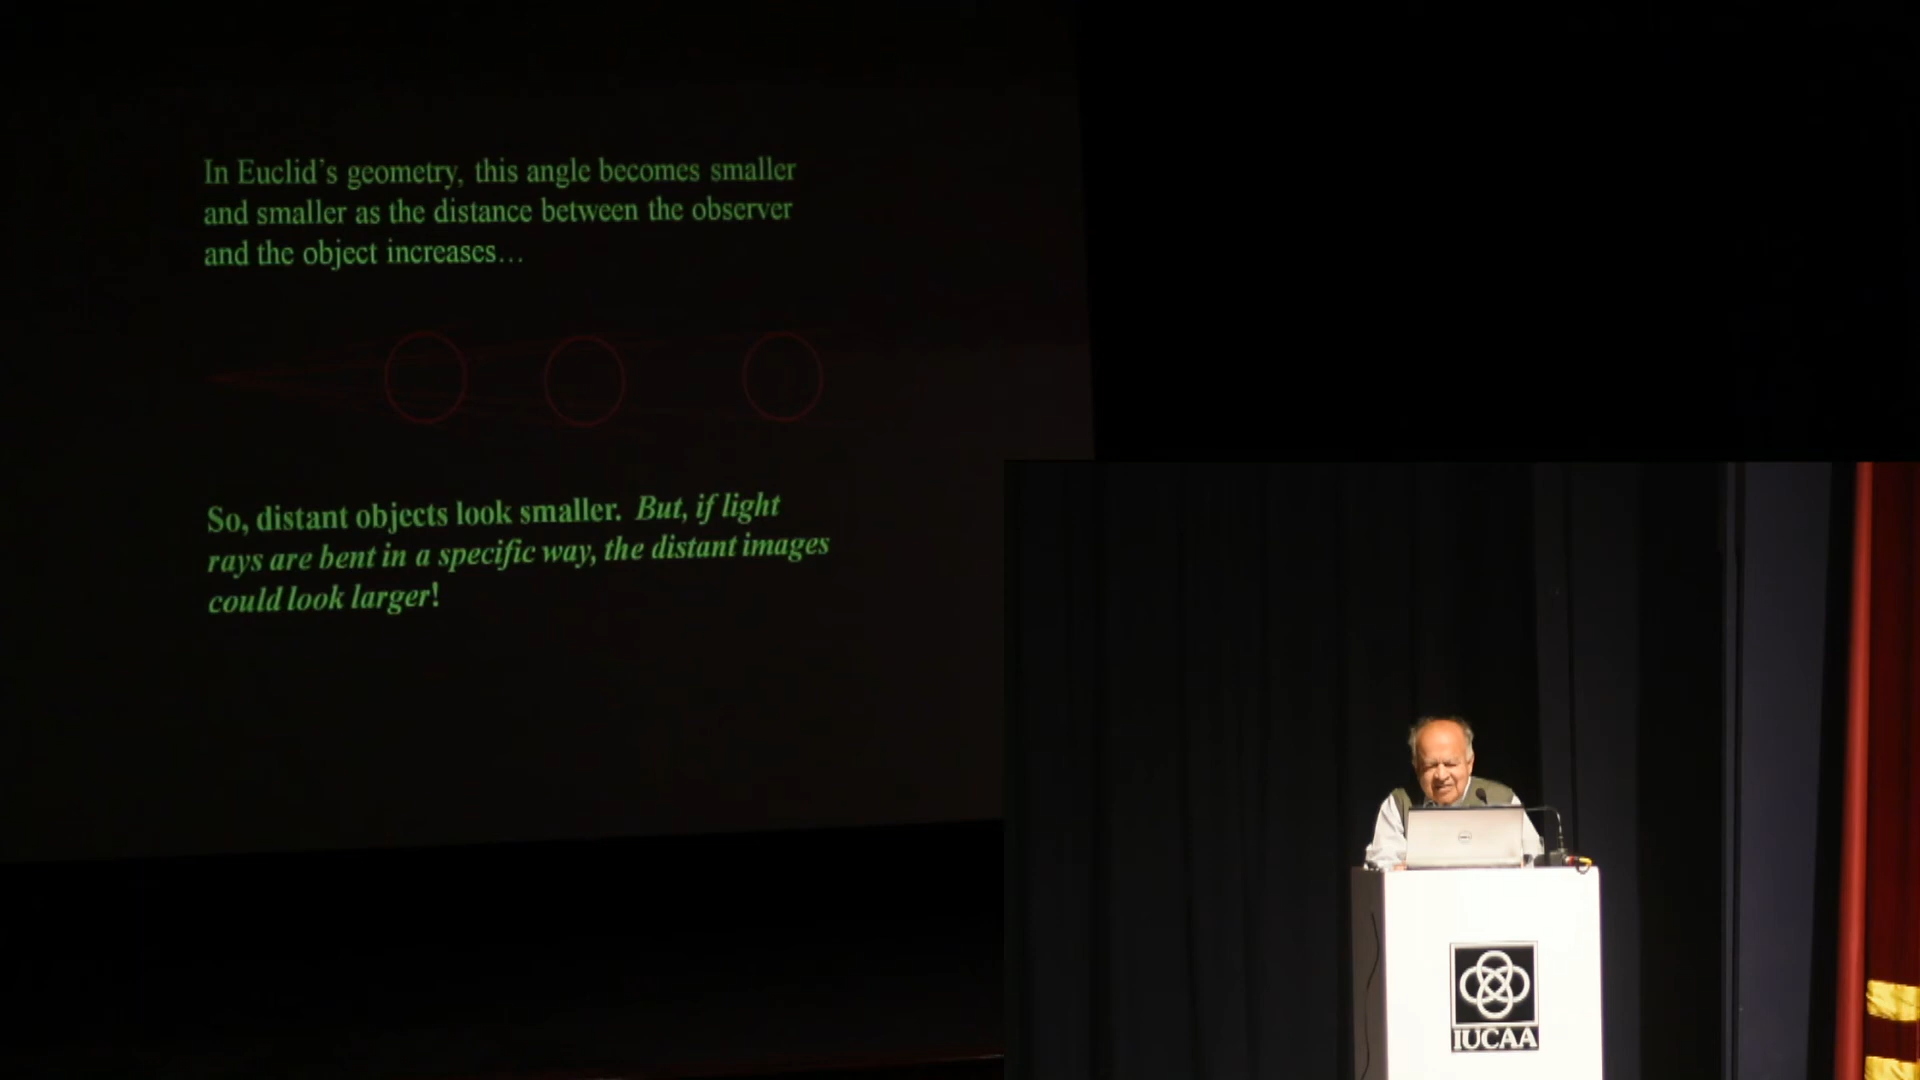 In Euclid’s geometry, this angle becomes smaller
and smaller as the distance between the observer
and the object increases…
So, distant objects look smaller. But, if light
rays are bent in a specific way, the distant images
could look larger!
IUCAA